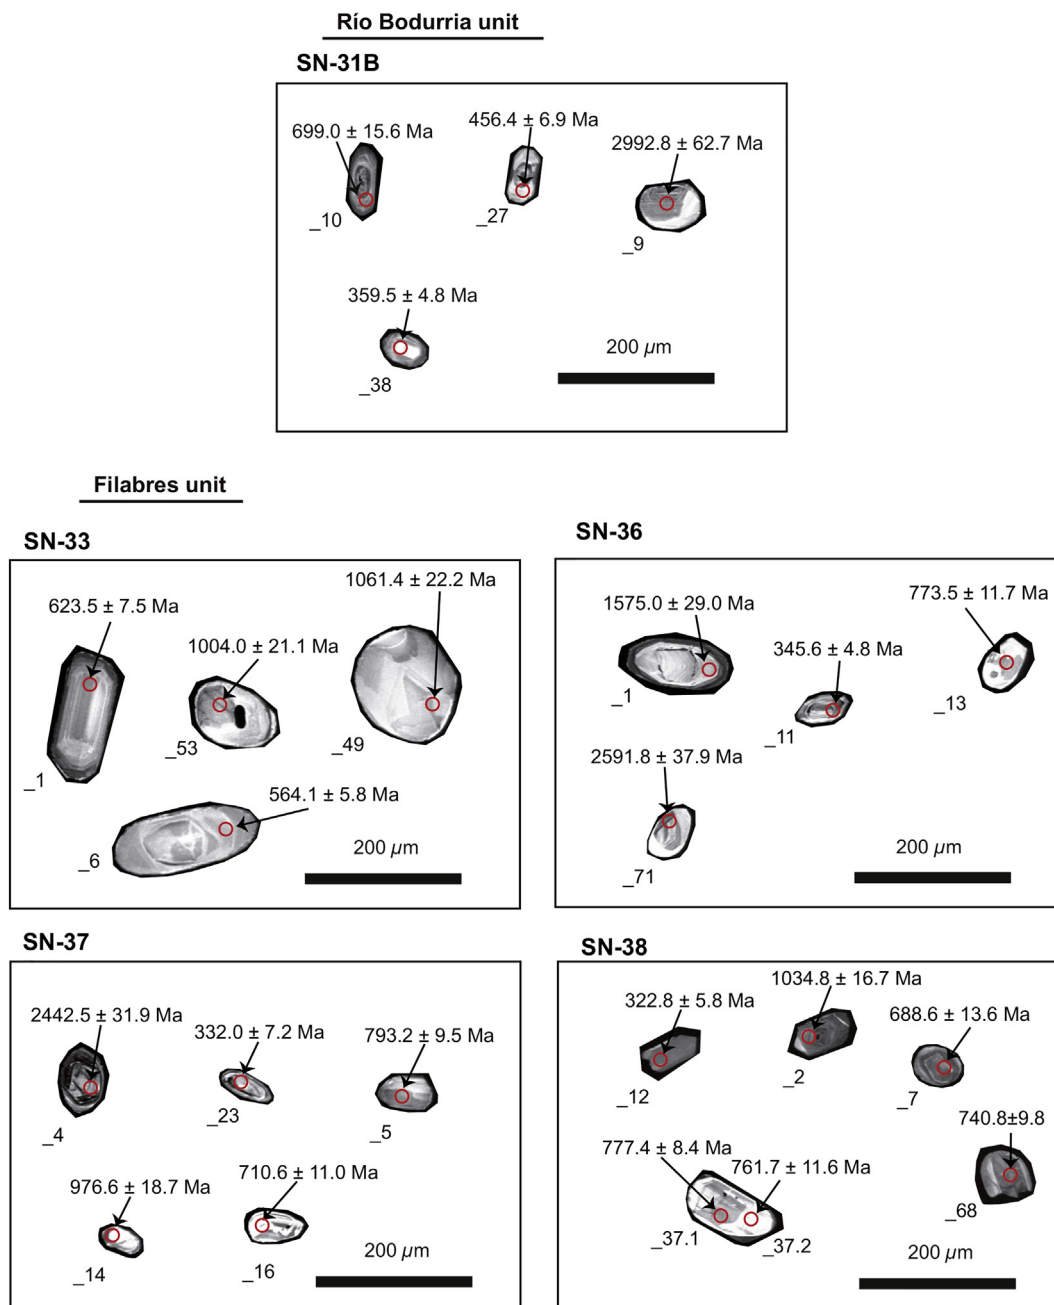 Río Bodurria unit
SN-31B
699.0 ± 15.6 Ma
456.4 ± 6.9 Ma
2992.8 ± 62.7 Ma
_10
_27
_9
359.5 ± 4.8 Ma
_38
200 µm
Filabres unit
SN-33
623.5 ± 7.5 Ma
1004.0 ± 21.1 Ma
1061.4 ± 22.2 Ma
_1
_53
_49
564.1 ± 5.8 Ma
_6
200 µm
SN-36
1575.0 ± 29.0 Ma
345.6 ± 4.8 Ma
773.5 ± 11.7 Ma
_1
_11
_13
2591.8 ± 37.9 Ma
_71
200 µm
SN-37
2442.5 ± 31.9 Ma
332.0 ± 7.2 Ma
793.2 ± 9.5 Ma
_4
_23
_5
976.6 ± 18.7 Ma
710.6 ± 11.0 Ma
_14
_16
200 µm
SN-38
322.8 ± 5.8 Ma
1034.8 ± 16.7 Ma
688.6 ± 13.6 Ma
_12
_2
_7
777.4 ± 8.4 Ma
761.7 ± 11.6 Ma
740.8±9.8
_37.1
_37.2
_68
200 µm